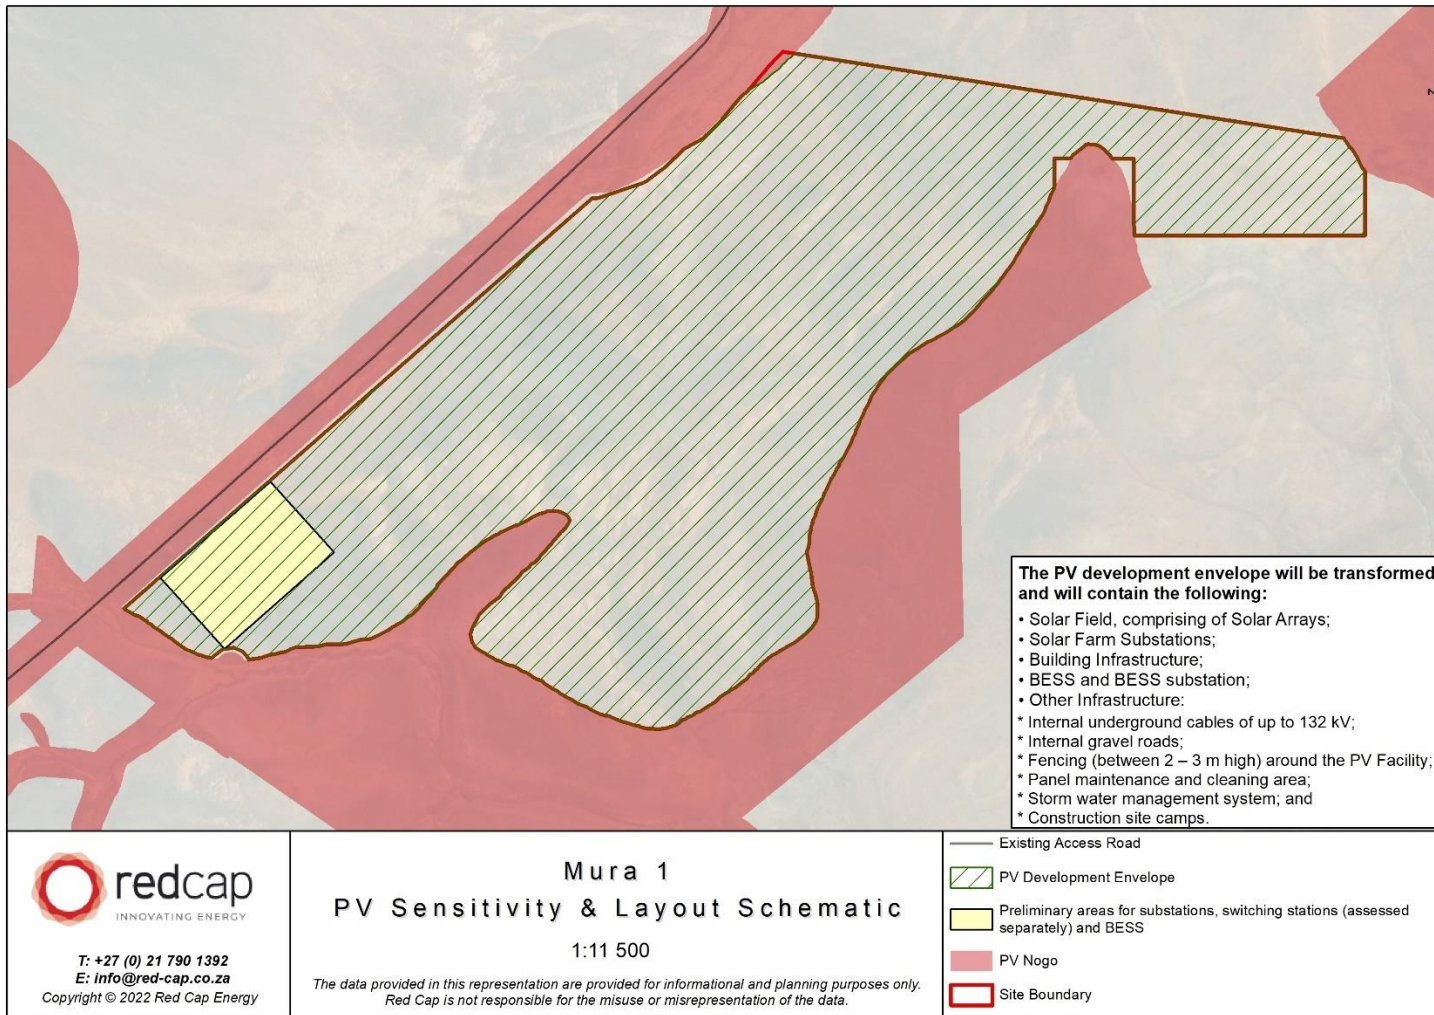 N
The PV development envelope will be transformed
and will contain the following:
• Solar Field, comprising of Solar Arrays;
• Solar Farm Substations;
• Building Infrastructure;
• BESS and BESS substation;
• Other Infrastructure:
* Internal underground cables of up to 132 kV;
* Internal gravel roads;
* Fencing (between 2 – 3 m high) around the PV Facility;
* Panel maintenance and cleaning area;
* Storm water management system; and
* Construction site camps.
redcap
INNOVATING ENERGY
T: +27 (0) 21 790 1392
E: info@red-cap.co.za
Copyright © 2022 Red Cap Energy
Mura 1
PV Sensitivity & Layout Schematic
1:11 500
The data provided in this representation are provided for informational and planning purposes only.
Red Cap is not responsible for the misuse or misrepresentation of the data.
Existing Access Road
PV Development Envelope
Preliminary areas for substations, switching stations (assessed
separately) and BESS
PV Nogo
Site Boundary